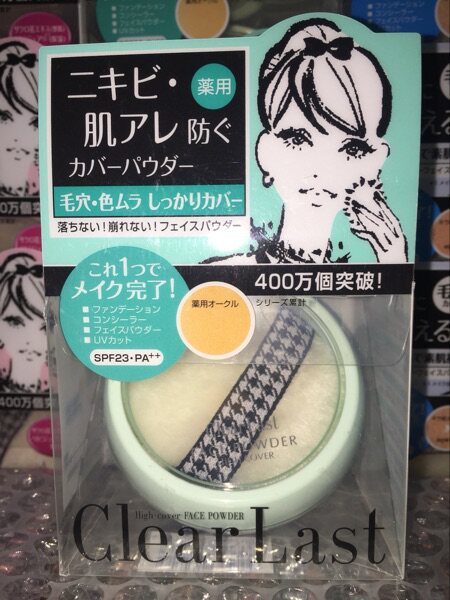 ニキビ・
薬用
肌アレ防ぐ
カバーパウダー
毛穴・色ムラ しっかりカバー
落ちない!崩れない!フェイスパウダー
これ1つで
メイク完了!
■ファンデーション
■コンシーラー
■フェイスパウダー
■UVカット
SPF23・PA++
400万個突破!
シリーズ累計
薬用オークル
POWDER
COVER
High-cover FACE POWDER
Clear Last